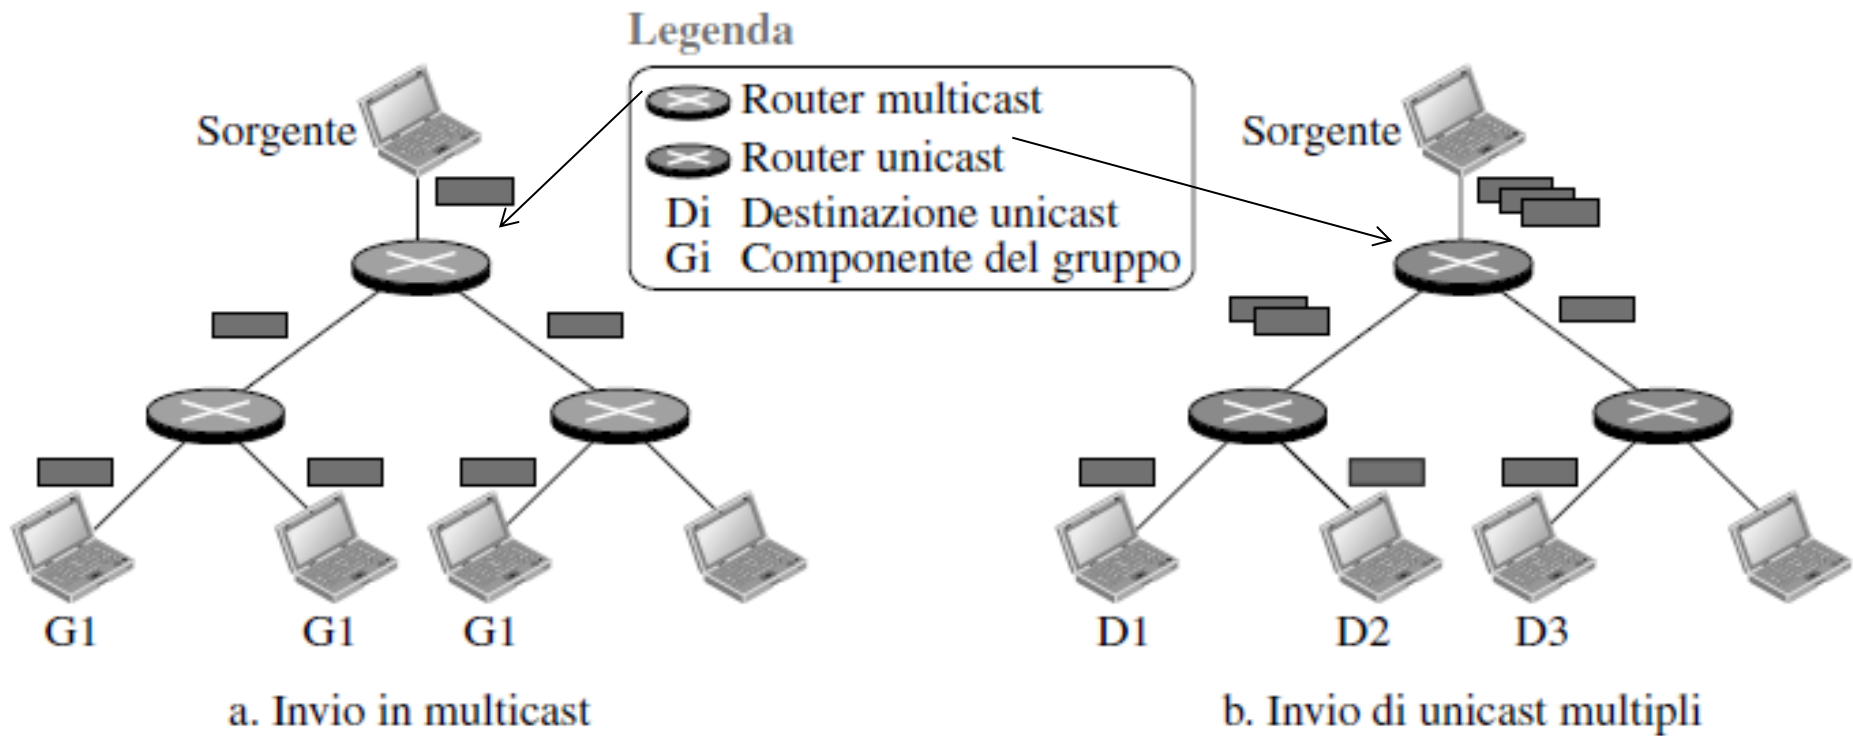 Legenda
Router multicast
Router unicast
Di Destinazione unicast
Gi Componente del gruppo
Sorgente
G1 G1 G1
a. Invio in multicast
Sorgente
D1 D2 D3
b. Invio di unicast multipli